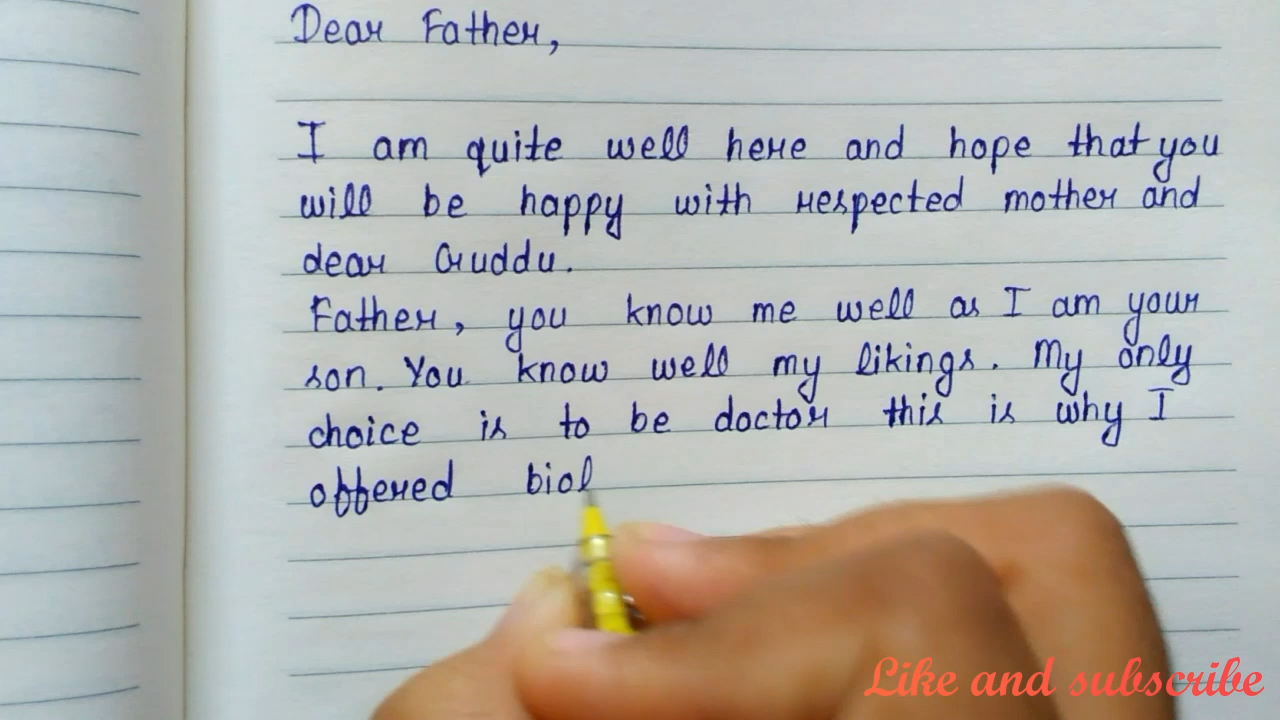 Dear Father,
I am quite well here and hope that you
will be happy with respected mother and
dear Guddu.
Father, you know me well as I am your
son. You know well my likings. My only
choice is to be doctor this is why I
offered biol
Like and subscribe